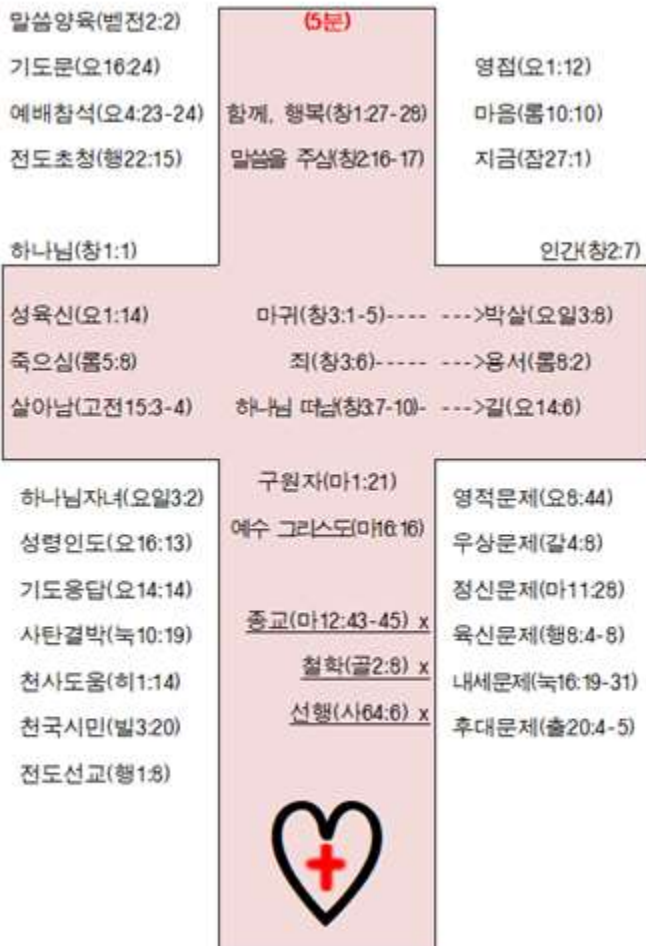 말씀양육(벧전2:2)
기도문(요16:24)
예배참석(요4:23-24)
전도초청(행22:15)
(5분)
함께, 행복(창1:27-28)
말씀을 주심(창2:16-17)
영접(요1:12)
마음(롬10:10)
지금(잠27:1)
하나님(창1:1)
인간(창2:7)
성육신(요1:14)
죽으심(롬5:8)
살아남(고전15:3-4)
마귀(창3:1-5)---- --->박살(요일3:8)
죄(창3:6)----- --->용서(롬8:2)
하나님 떠남(창3:7-10)- --->길(요14:6)
구원자(마1:21)
예수 그리스도(마16:16)
종교(마12:43-45) x
철학(골2:8) x
선행(사64:6) x
하나님자녀(요일3:2)
성령인도(요16:13)
기도응답(요14:14)
사탄결박(눅10:19)
천사도움(히1:14)
천국시민(빌3:20)
전도선교(행1:8)
영적문제(요8:44)
우상문제(갈4:8)
정신문제(마11:28)
육신문제(행8:4-8)
내세문제(눅16:19-31)
후대문제(출20:4-5)